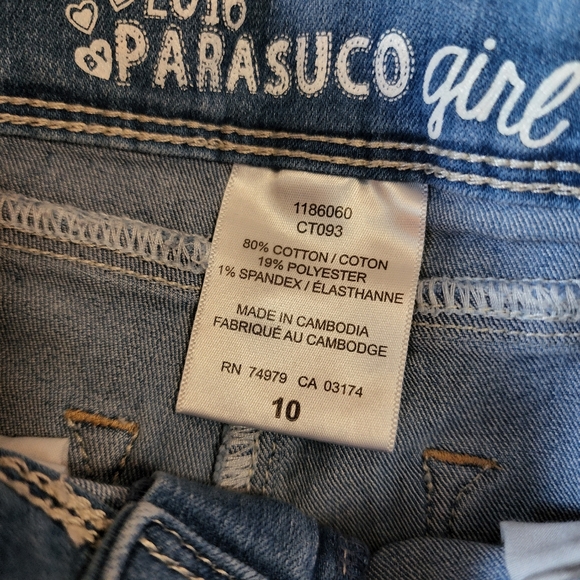 2016
BY PARASUCO girl
1186060
CT093
80% COTTON / COTON
19% POLYESTER
1% SPANDEX / ÉLASTHANNE
MADE IN CAMBODIA
FABRIQUÉ AU CAMBODGE
RN 74979 CA 03174
10